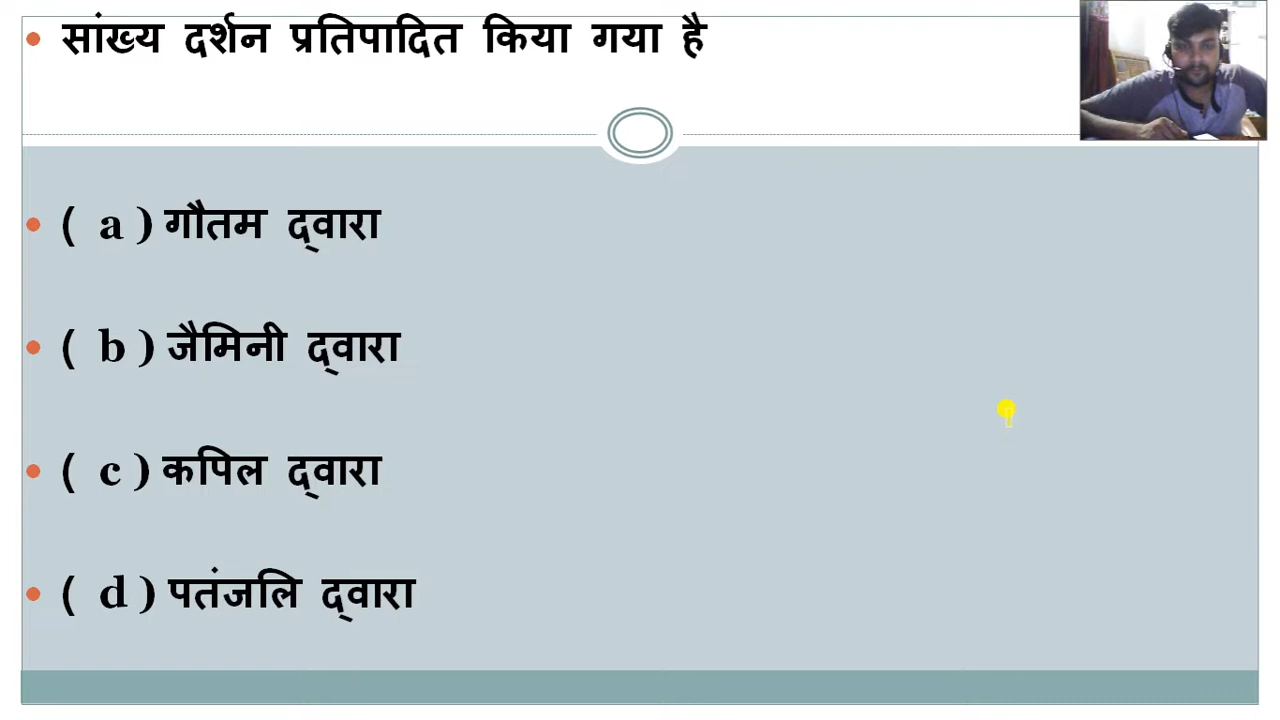 • सांख्य दर्शन प्रतिपादित किया गया है
• ( a ) गौतम द्वारा
• ( b ) जैमिनी द्वारा
• ( c ) कपिल द्वारा
• ( d ) पतंजलि द्वारा